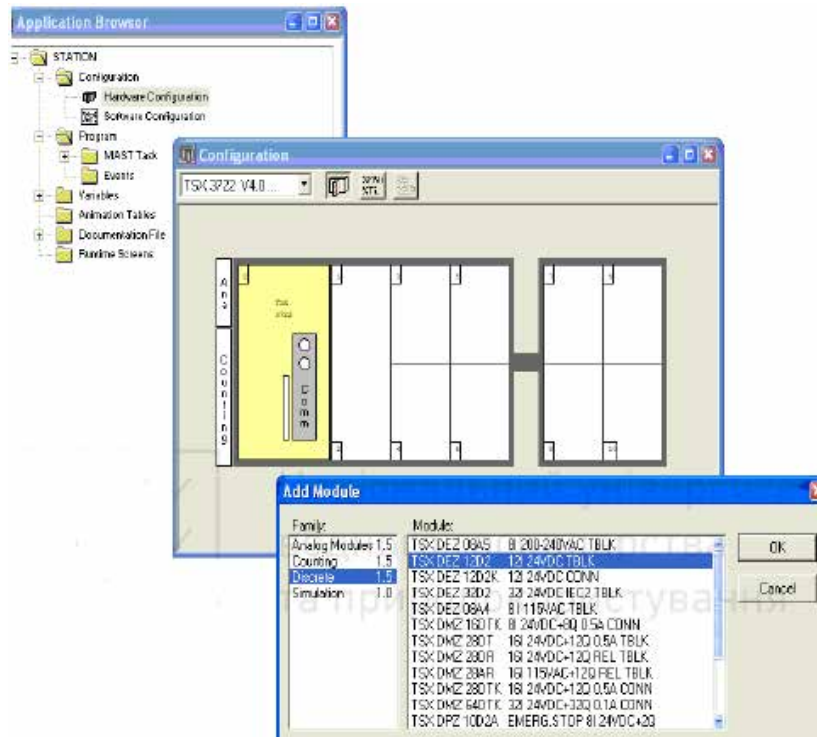 Application Browser
STATION
Configuration
Hardware Configuration
Software Configuration
Program
MAST Task
Events
Variables
Animation Tables
Documentation File
Runtime Screens
Configuration
TSX 3722 V4.0...
Counting
Comm
Add Module
Family:
Module:
Analog Modules 1.5
Counting 1.5
Discrete 1.5
Simulation 1.0
TSX DEZ 08A5 8I 200-240VAC TBLK
TSX DEZ 12D2 12I 24VDC TBLK
TSX DEZ 12D2K 12I 24VDC CONN
TSX DEZ 32D2 32I 24VDC IEC2 TBLK
TSX DEZ 08A4 8I 115VAC TBLK
TSX DMZ 16DTK 8I 24VDC+8Q 0.5A CONN
TSX DMZ 28DT 16I 24VDC+12Q 0.5A TBLK
TSX DMZ 28DR 16I 24VDC+12Q REL TBLK
TSX DMZ 28AR 16I 115VAC+12Q REL TBLK
TSX DMZ 28DTK 16I 24VDC+12Q 0.5A CONN
TSX DMZ 64DTK 32I 24VDC+32Q 0.1A CONN
TSX DPZ 10D2A EMERG.STOP 8I 24VDC+2Q
OK
Cancel